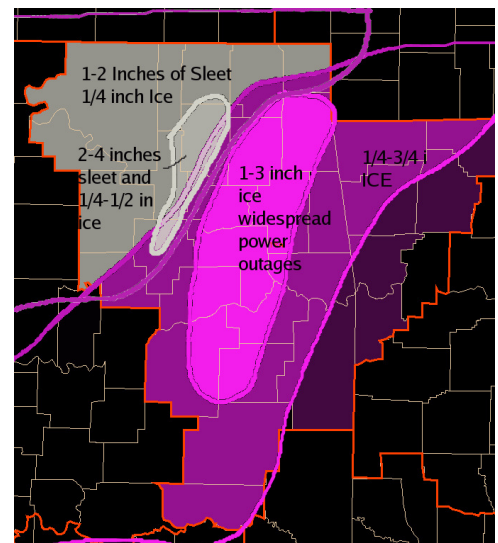 1-2 Inches of Sleet
1/4 inch Ice
2-4 inches
sleet and
1/4-1/2 in
ice
1-3 inch
ice
widespread
power
outages
1/4-3/4 i
ICE